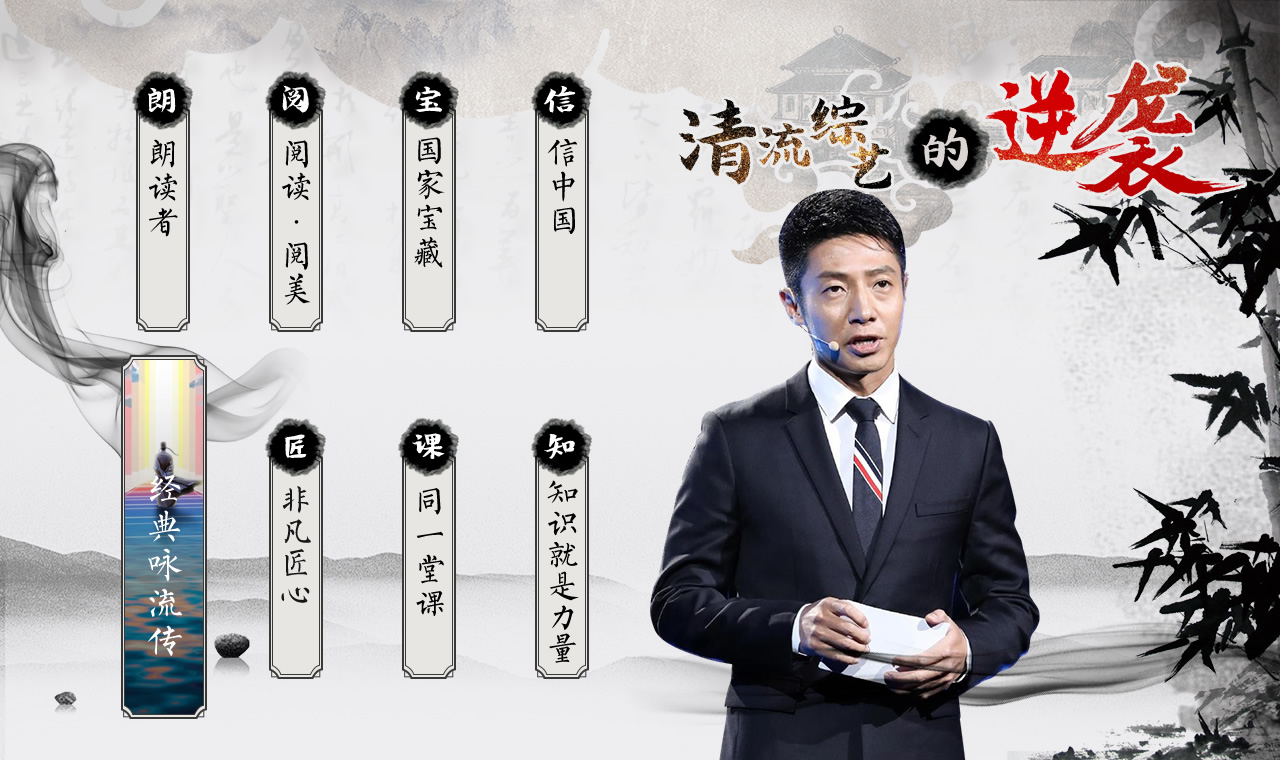 清流综艺的逆袭
朗
朗读者
阅
阅读·阅美
宝
国家宝藏
信
信中国
经典咏流传
匠
非凡匠心
课
同一堂课
知
知识就是力量